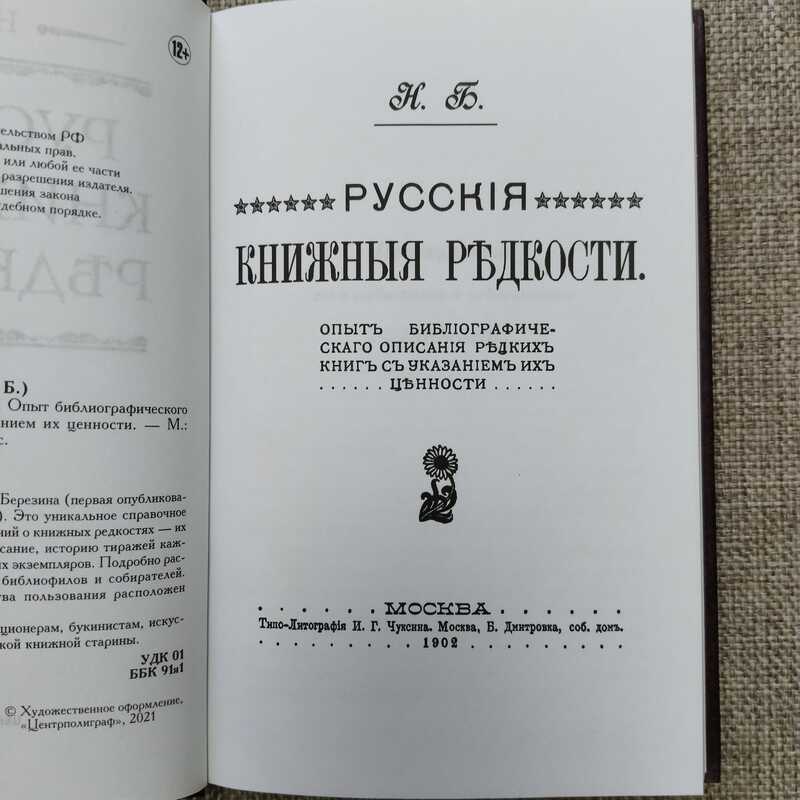 12+
ельством РФ
альных прав.
или любой ее части
разрешения издателя.
шения закона
дебном порядке.
Б.)
. Опыт библиографического
нием их ценности. — М.:
с.
Березина (первая опубликова-
). Это уникальное справочное
ний о книжных редкостях — их
исание, историю тиражей каж-
х экземпляров. Подробно рас-
библиофилов и собирателей.
тва пользования расположен
ционерам, букинистам, искус-
кой книжной старины.
УДК 01
ББК 91я1
© Художественное оформление,
«Центрполиграф», 2021
Н. Б.
РУССКІЯ
КНИЖНЫЯ РѢДКОСТИ.
ОПЫТЪ БИБЛІОГРАФИЧЕ-
СКАГО ОПИСАНІЯ РѢДКИХЪ
КНИГЪ СЪ УКАЗАНІЕМЪ ИХЪ
. . . . . . ЦѢННОСТИ . . . . . .
. . . . . . МОСКВА . . . . . .
Типо-Литографія И. Г. Чуксина. Москва, Б. Дмитровка, соб. домъ.
. . . . . . . . . 1902 . . . . . . . . .